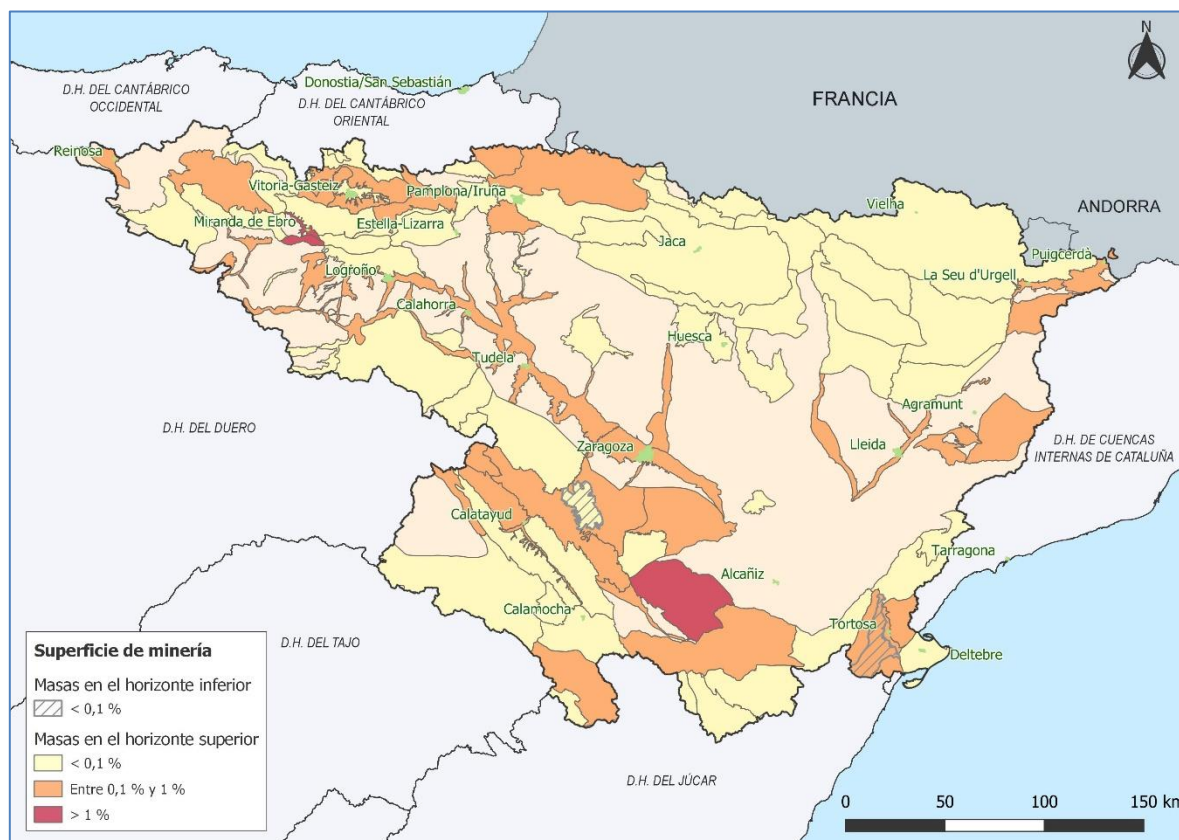 N
Donostia/San Sebastián
D.H. DEL CANTÁBRICO
OCCIDENTAL
D.H. DEL CANTÁBRICO
ORIENTAL
FRANCIA
Reinosa
Vitoria-Gasteiz
Pamplona/Iruña
Vielha
ANDORRA
Miranda de Ebro
Estella-Lizarra
Jaca
Puigcerdà
Logroño
La Seu d'Urgell
Calahorra
Huesca
Tudela
Agramunt
D.H. DEL DUERO
Zaragoza
Lleida
D.H. DE CUENCAS
INTERNAS DE CATALUÑA
Calatayud
Tarragona
Alcañiz
Calamocha
Tortosa
Deltebre
D.H. DEL TAJO
D.H. DEL JÚCAR
Superficie de minería
Masas en el horizonte inferior
< 0,1 %
Masas en el horizonte superior
< 0,1 %
Entre 0,1 % y 1 %
> 1 %
0 50 100 150 km